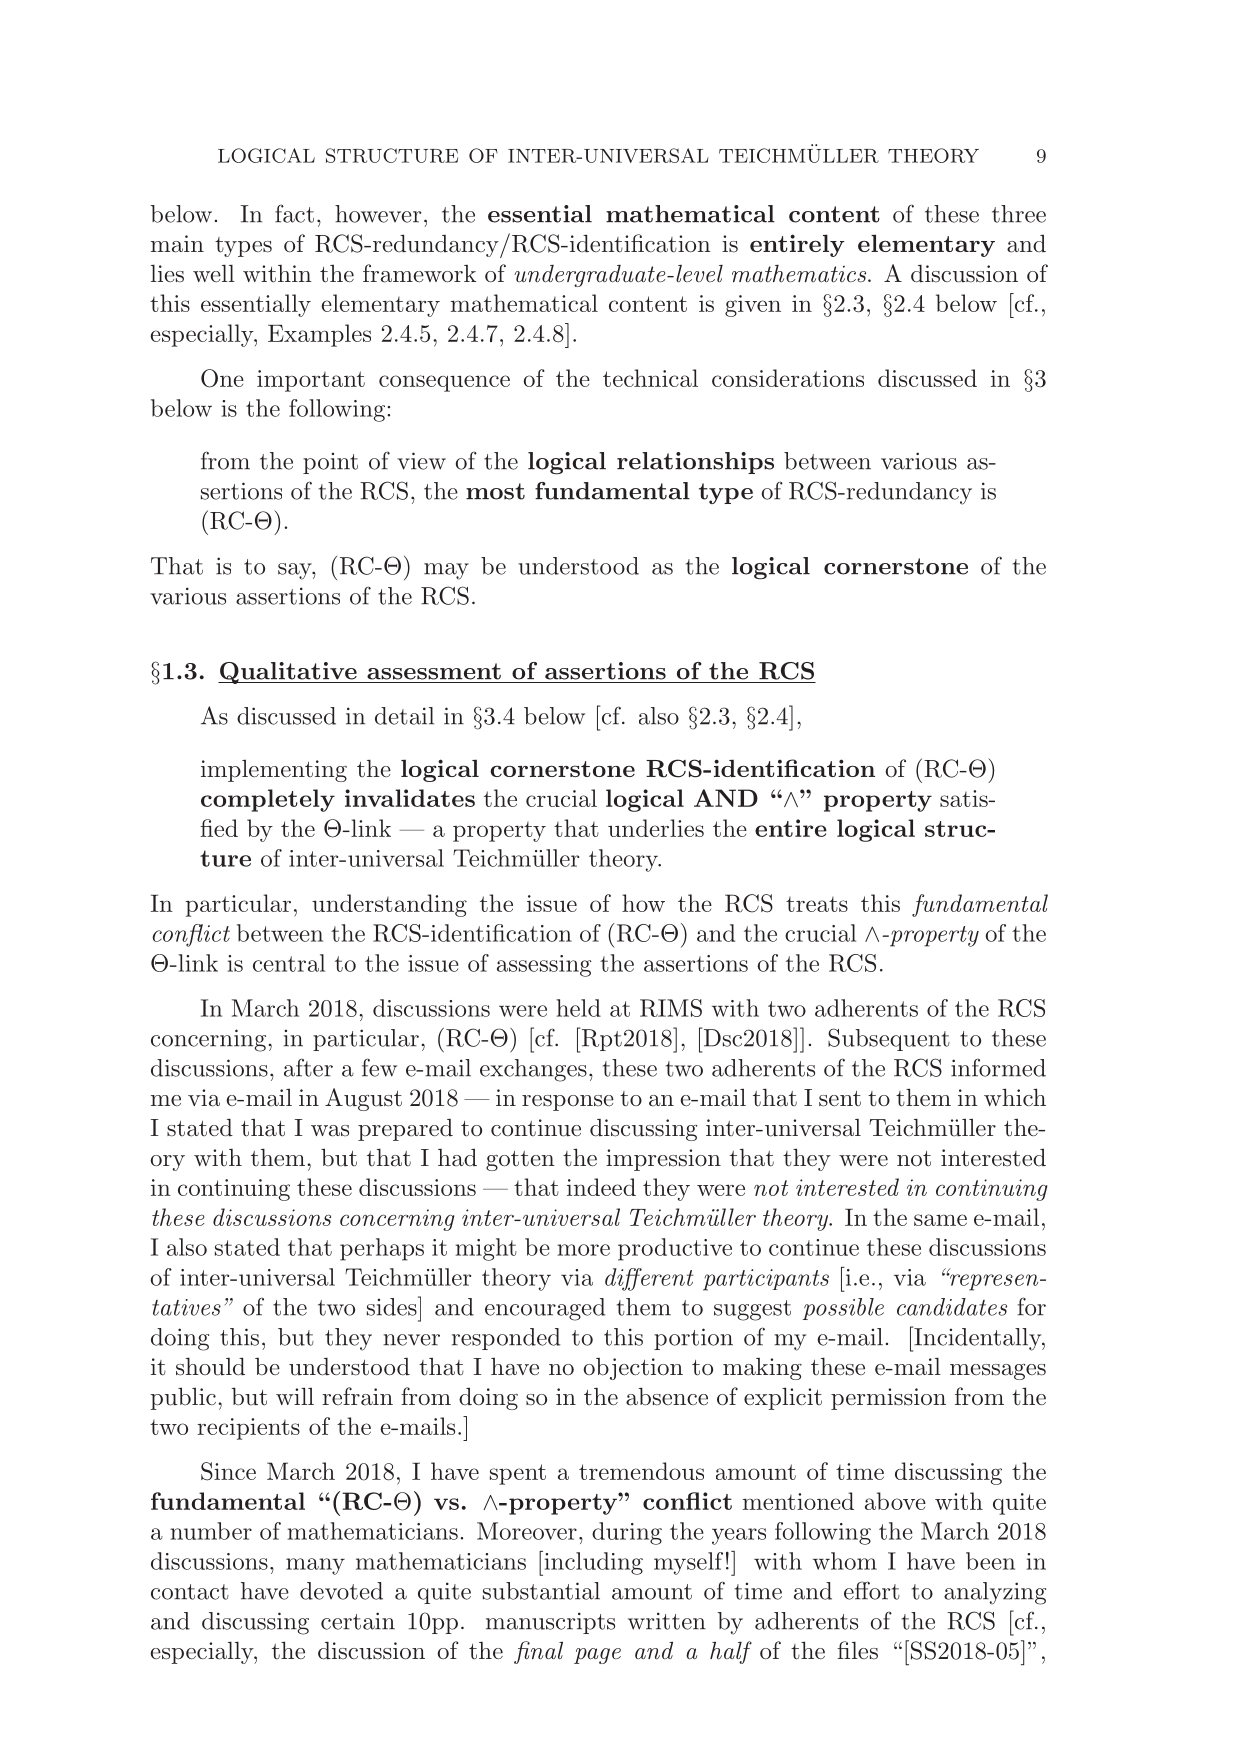 LOGICAL STRUCTURE OF INTER-UNIVERSAL TEICHMÜLLER THEORY 9
below. In fact, however, the essential mathematical content of these three
main types of RCS-redundancy/RCS-identification is entirely elementary and
lies well within the framework of undergraduate-level mathematics. A discussion of
this essentially elementary mathematical content is given in §2.3, §2.4 below [cf.,
especially, Examples 2.4.5, 2.4.7, 2.4.8].
One important consequence of the technical considerations discussed in §3
below is the following:
from the point of view of the logical relationships between various as-
sertions of the RCS, the most fundamental type of RCS-redundancy is
(RC-Θ).
That is to say, (RC-Θ) may be understood as the logical cornerstone of the
various assertions of the RCS.
§1.3. Qualitative assessment of assertions of the RCS
As discussed in detail in §3.4 below [cf. also §2.3, §2.4],
implementing the logical cornerstone RCS-identification of (RC-Θ)
completely invalidates the crucial logical AND “∧” property satis-
fied by the Θ-link — a property that underlies the entire logical struc-
ture of inter-universal Teichmüller theory.
In particular, understanding the issue of how the RCS treats this fundamental
conflict between the RCS-identification of (RC-Θ) and the crucial ∧-property of the
Θ-link is central to the issue of assessing the assertions of the RCS.
In March 2018, discussions were held at RIMS with two adherents of the RCS
concerning, in particular, (RC-Θ) [cf. [Rpt2018], [Dsc2018]]. Subsequent to these
discussions, after a few e-mail exchanges, these two adherents of the RCS informed
me via e-mail in August 2018 — in response to an e-mail that I sent to them in which
I stated that I was prepared to continue discussing inter-universal Teichmüller the-
ory with them, but that I had gotten the impression that they were not interested
in continuing these discussions — that indeed they were not interested in continuing
these discussions concerning inter-universal Teichmüller theory. In the same e-mail,
I also stated that perhaps it might be more productive to continue these discussions
of inter-universal Teichmüller theory via different participants [i.e., via “represen-
tatives” of the two sides] and encouraged them to suggest possible candidates for
doing this, but they never responded to this portion of my e-mail. [Incidentally,
it should be understood that I have no objection to making these e-mail messages
public, but will refrain from doing so in the absence of explicit permission from the
two recipients of the e-mails.]
Since March 2018, I have spent a tremendous amount of time discussing the
fundamental “(RC-Θ) vs. ∧-property” conflict mentioned above with quite
a number of mathematicians. Moreover, during the years following the March 2018
discussions, many mathematicians [including myself!] with whom I have been in
contact have devoted a quite substantial amount of time and effort to analyzing
and discussing certain 10pp. manuscripts written by adherents of the RCS [cf.,
especially, the discussion of the final page and a half of the files “[SS2018-05]”,